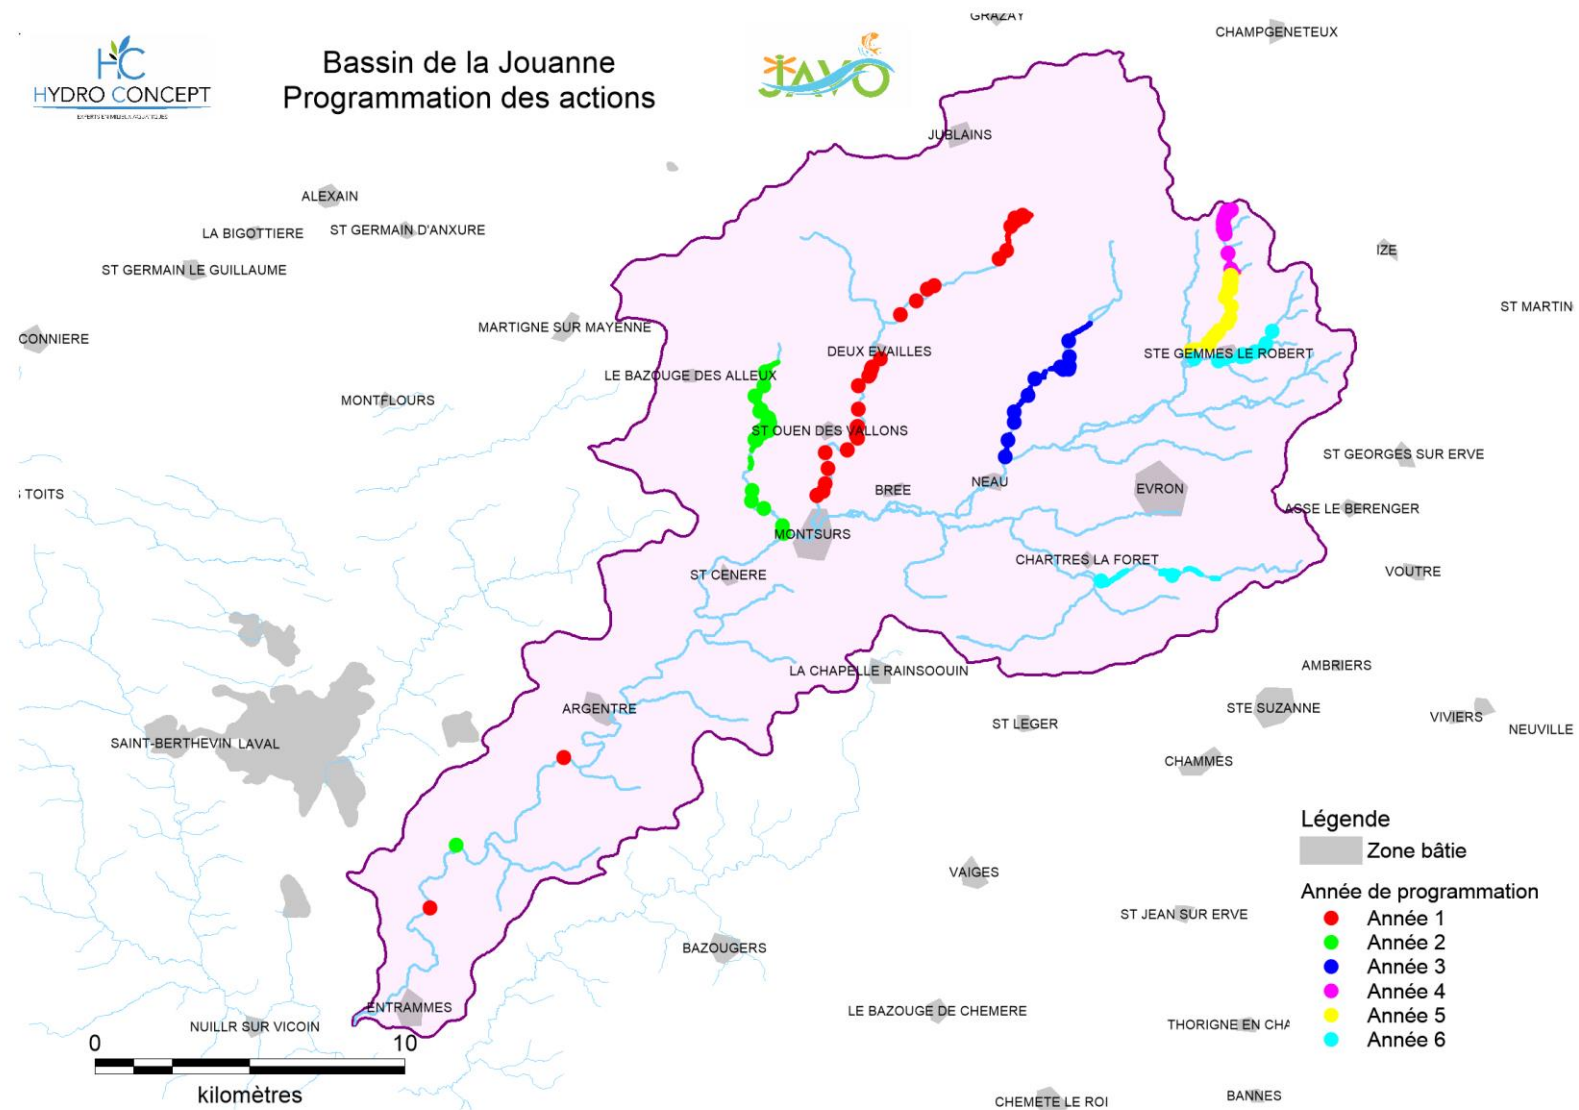 GRAZAY
CHAMPGENETEUX
HC
HYDRO CONCEPT
EXPERTS EN MILIEUX AQUATIQUES
Bassin de la Jouanne
Programmation des actions
JAVO
JUBLAINS
ALEXAIN
LA BIGOTTIERE
ST GERMAIN D'ANXURE
ST GERMAIN LE GUILLAUME
IZE
ST MARTIN
CONNIERE
MARTIGNE SUR MAYENNE
DEUX EVAILLES
STE GEMMES LE ROBERT
LE BAZOUGE DES ALLEUX
MONTFLOURS
ST OUEN DES VALLONS
ST GEORGES SUR ERVE
TOITS
BREE
NEAU
EVRON
ASSE LE BERENGER
MONTSURS
CHARTRES LA FORET
ST CENERE
VOUTRE
LA CHAPELLE RAINSOOUIN
AMBRIERS
ARGENTRE
ST LEGER
STE SUZANNE
VIVIERS
NEUVILLE
SAINT-BERTHEVIN LAVAL
CHAMMES
VAIGES
ST JEAN SUR ERVE
BAZOUGERS
ENTRAMMES
LE BAZOUGE DE CHEMERE
THORIGNE EN CHA
NUILLR SUR VICOIN
CHEMETE LE ROI
BANNES
0 10
kilomètres
Légende
Zone bâtie
Année de programmation
Année 1
Année 2
Année 3
Année 4
Année 5
Année 6